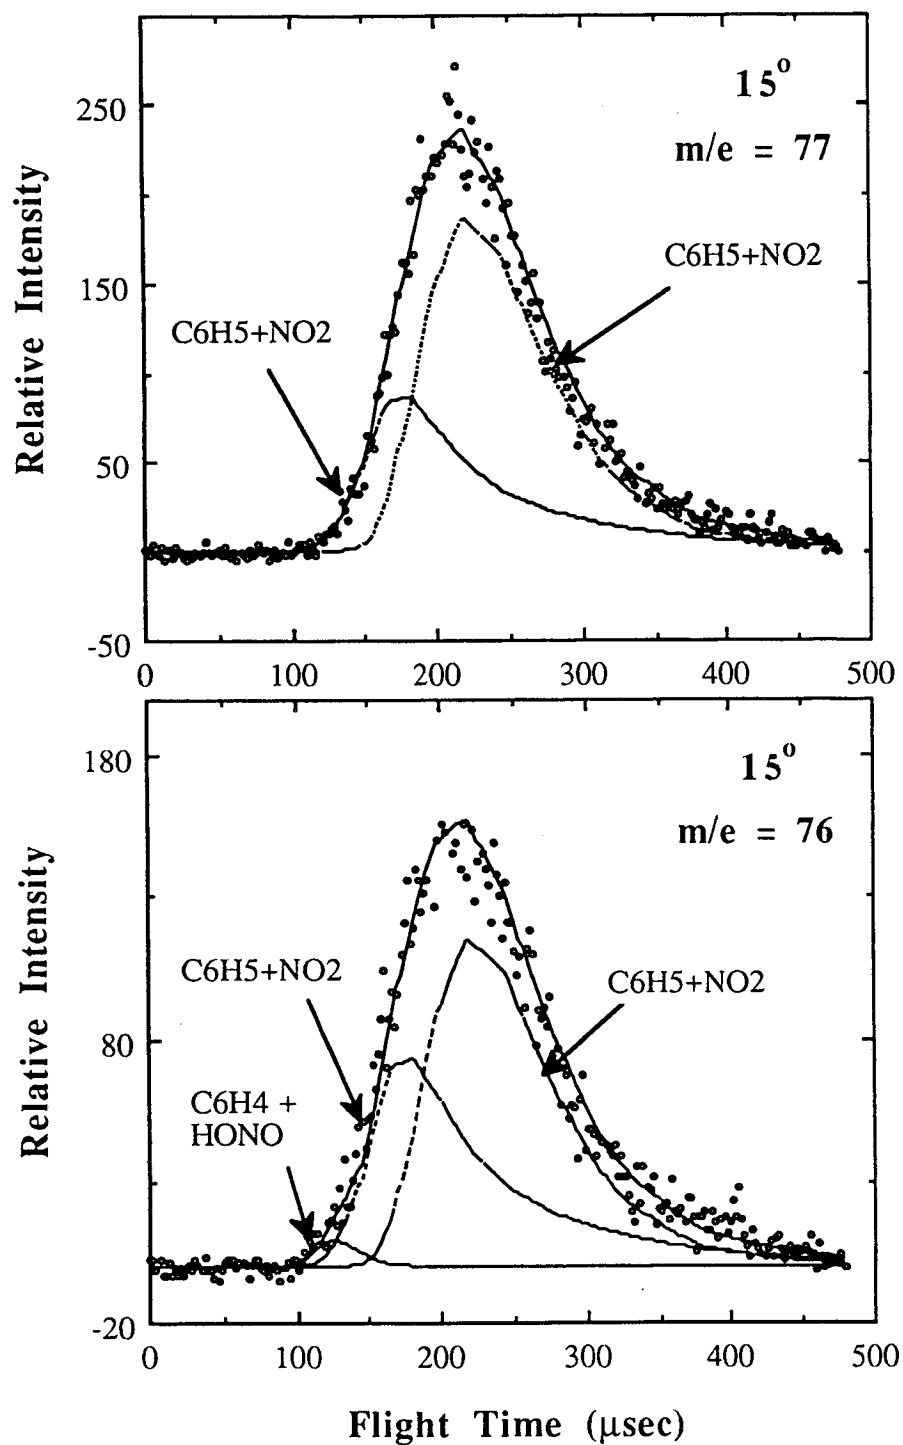 15°
m/e = 77
250
150
50
-50
Relative Intensity
C6H5+NO2
C6H5+NO2
0 100 200 300 400 500
15°
m/e = 76
180
80
-20
Relative Intensity
C6H5+NO2
C6H5+NO2
C6H4 +
HONO
0 100 200 300 400 500
Flight Time (μsec)